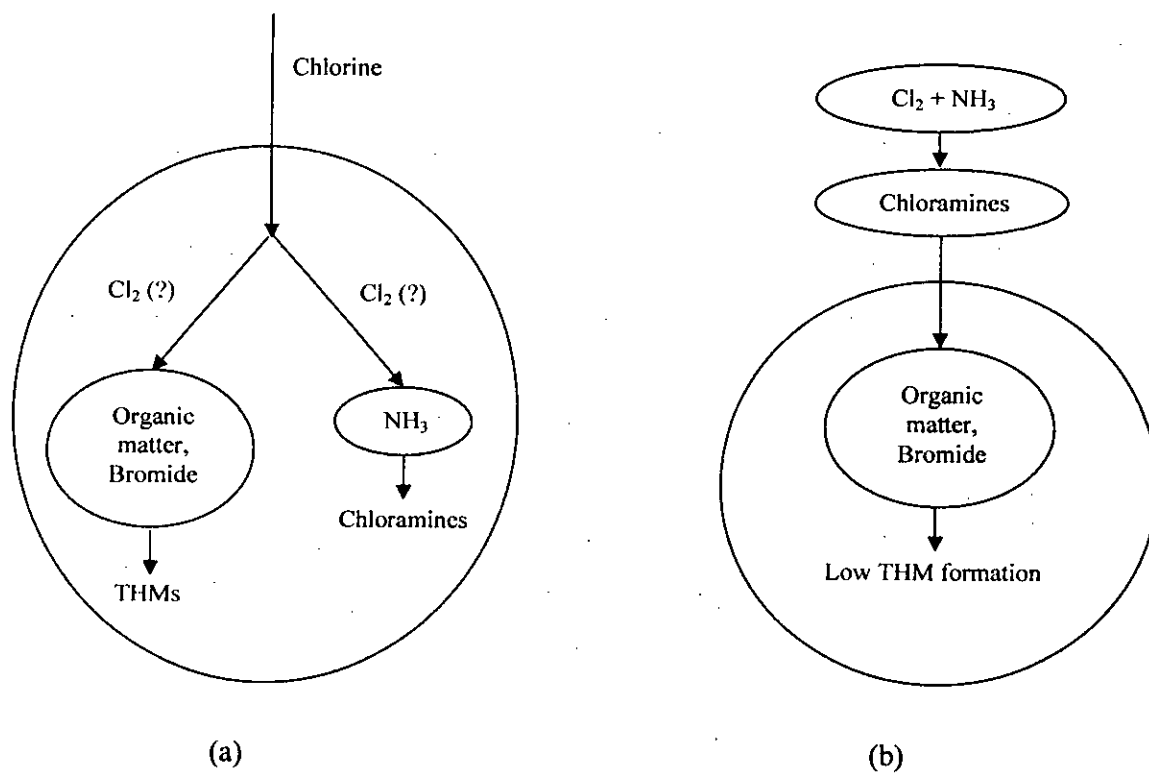 Chlorine
Cl₂ (?)
Cl₂ (?)
Organic
matter,
Bromide
NH₃
Chloramines
THMs
(a)
Cl₂ + NH₃
Chloramines
Organic
matter,
Bromide
Low THM formation
(b)